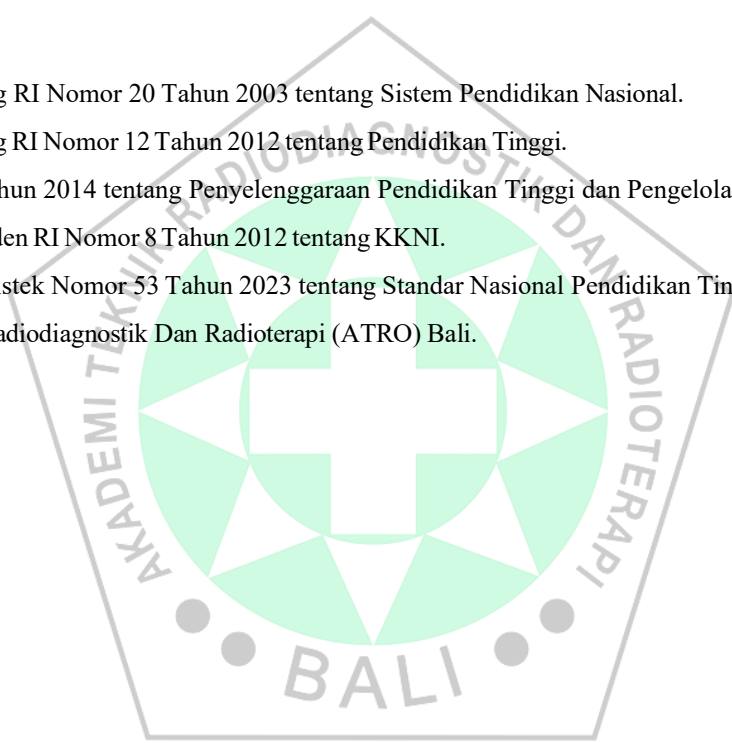 g RI Nomor 20 Tahun 2003 tentang Sistem Pendidikan Nasional.
g RI Nomor 12 Tahun 2012 tentang Pendidikan Tinggi.
hun 2014 tentang Penyelenggaraan Pendidikan Tinggi dan Pengelola
den RI Nomor 8 Tahun 2012 tentang KKNI.
istek Nomor 53 Tahun 2023 tentang Standar Nasional Pendidikan Tin
adiodiagnostik Dan Radioterapi (ATRO) Bali.
AKADEMI TEKNIK RADIODIAGNOSTIK DAN RADIOTERAPI
BALI